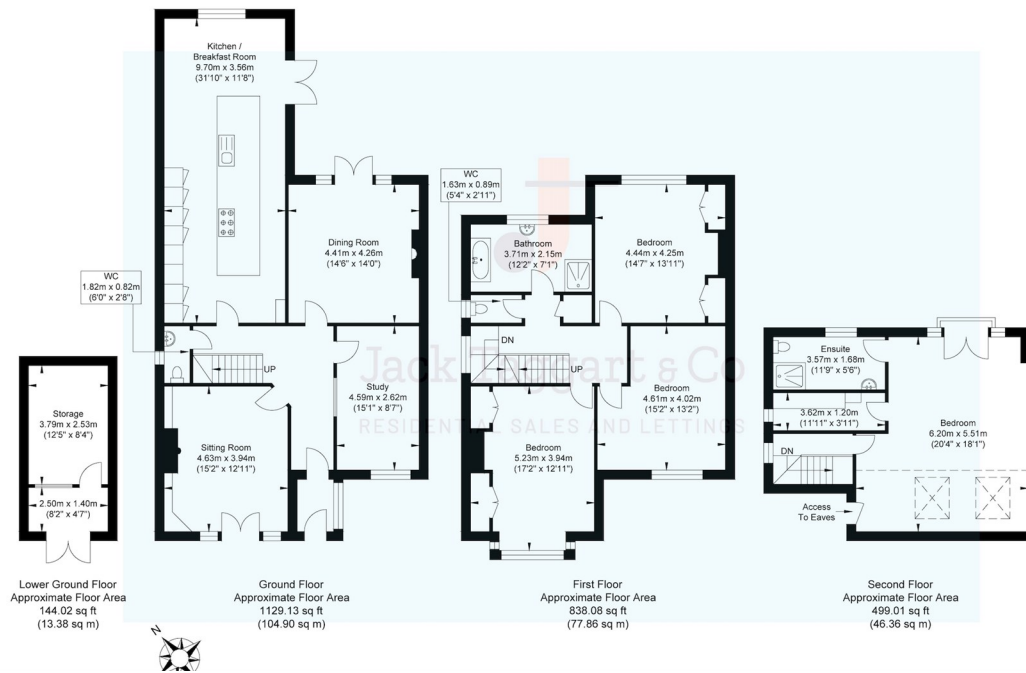 Kitchen /
Breakfast Room
9.70m x 3.56m
(31'10" x 11'8")
WC
1.63m x 0.89m
(5'4" x 2'11")
Dining Room
4.41m x 4.26m
(14'6" x 14'0")
Bathroom
3.71m x 2.15m
(12'2" x 7'1")
Bedroom
4.44m x 4.25m
(14'7" x 13'11")
WC
1.82m x 0.82m
(6'0" x 2'8")
UP
DN
UP
Jack Taggart & Co
RESIDENTIAL SALES AND LETTINGS
Study
4.59m x 2.62m
(15'1" x 8'7")
Bedroom
4.61m x 4.02m
(15'2" x 13'2")
Ensuite
3.57m x 1.68m
(11'9" x 5'6")
3.62m x 1.20m
(11'11" x 3'11")
Bedroom
6.20m x 5.51m
(20'4" x 18'1")
DN
Access
To Eaves
Storage
3.79m x 2.53m
(12'5" x 8'4")
Sitting Room
4.63m x 3.94m
(15'2" x 12'11")
Bedroom
5.23m x 3.94m
(17'2" x 12'11")
2.50m x 1.40m
(8'2" x 4'7")
Lower Ground Floor
Approximate Floor Area
144.02 sq ft
(13.38 sq m)
Ground Floor
Approximate Floor Area
1129.13 sq ft
(104.90 sq m)
First Floor
Approximate Floor Area
838.08 sq ft
(77.86 sq m)
Second Floor
Approximate Floor Area
499.01 sq ft
(46.36 sq m)
N